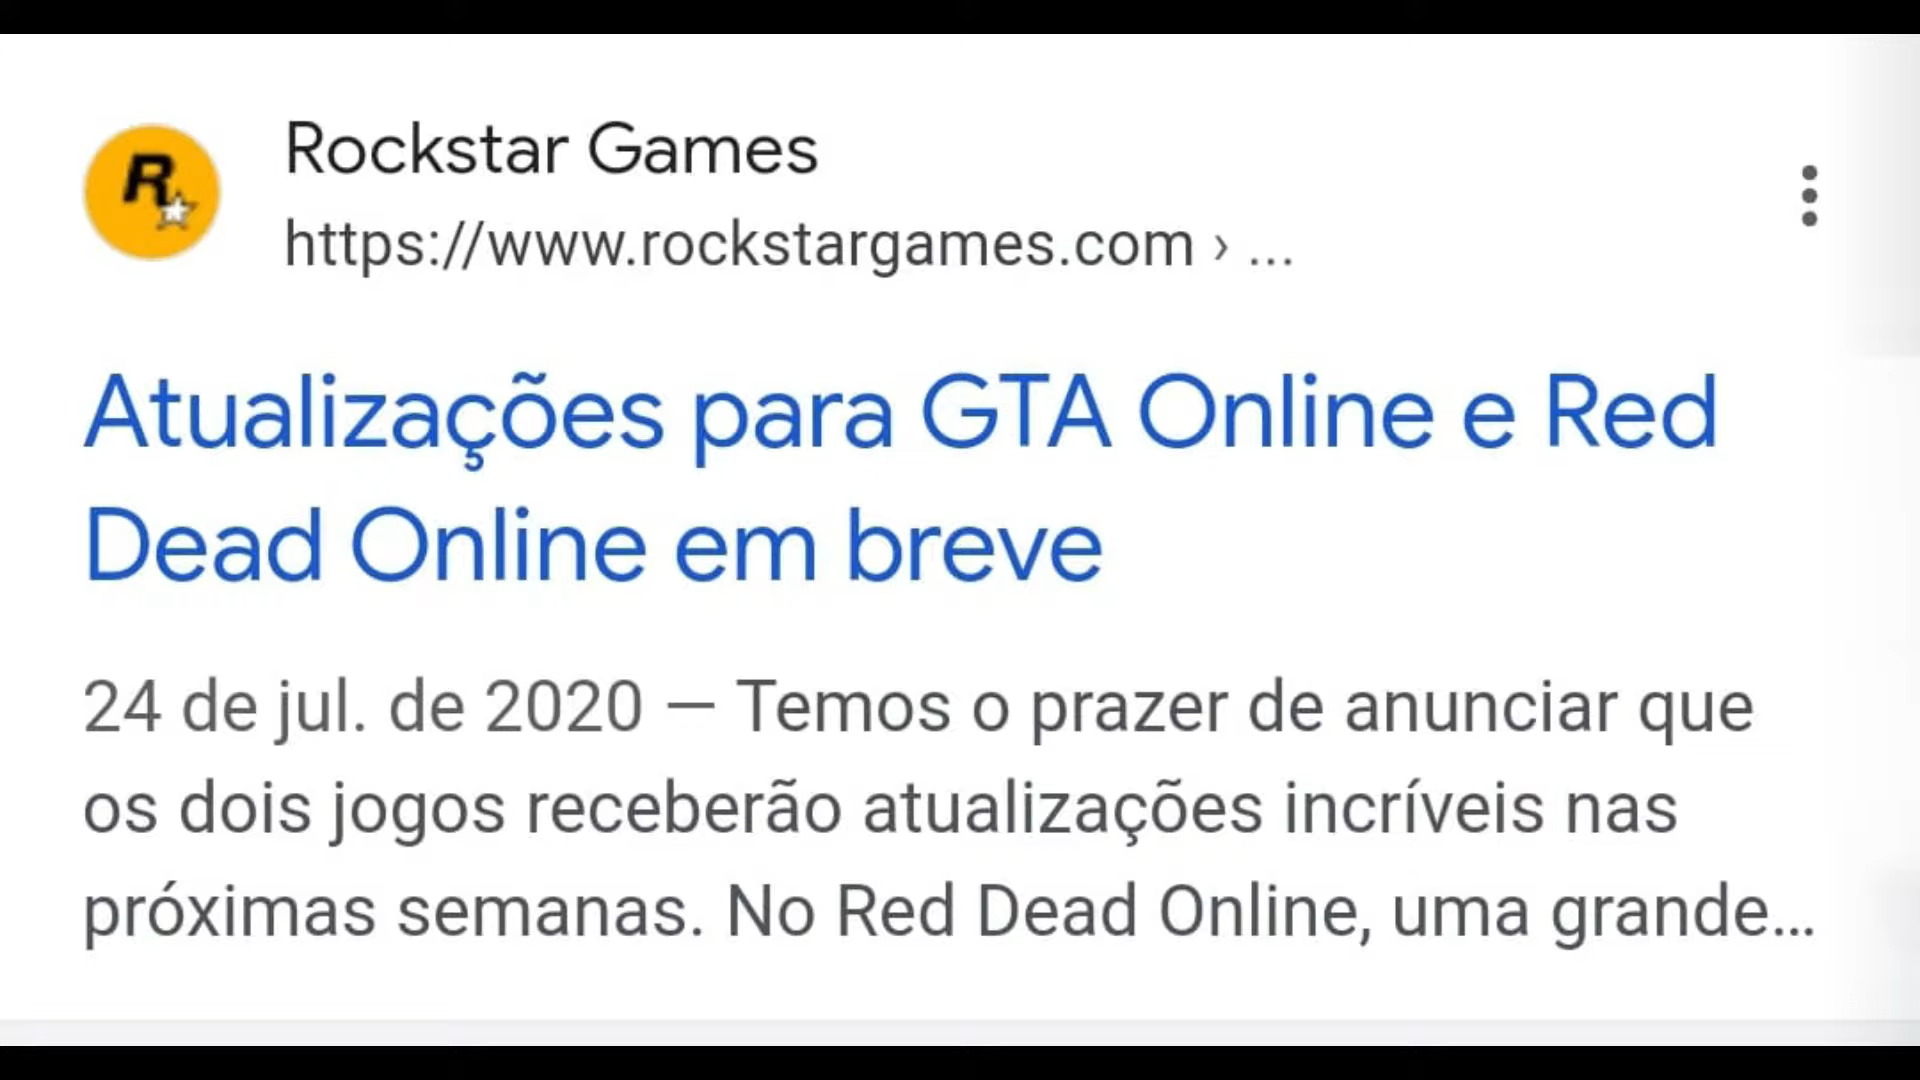 R
Rockstar Games
https://www.rockstargames.com › ...
Atualizações para GTA Online e Red
Dead Online em breve
24 de jul. de 2020 — Temos o prazer de anunciar que
os dois jogos receberão atualizações incríveis nas
próximas semanas. No Red Dead Online, uma grande...